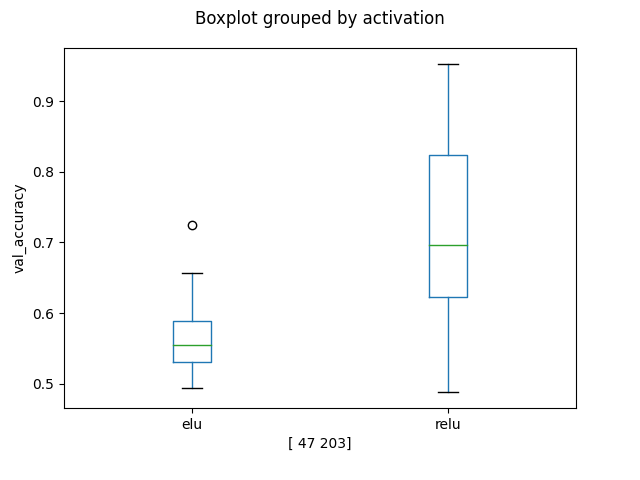 Boxplot grouped by activation
val_accuracy
0.9
0.8
0.7
0.6
0.5
elu relu
[ 47 203]